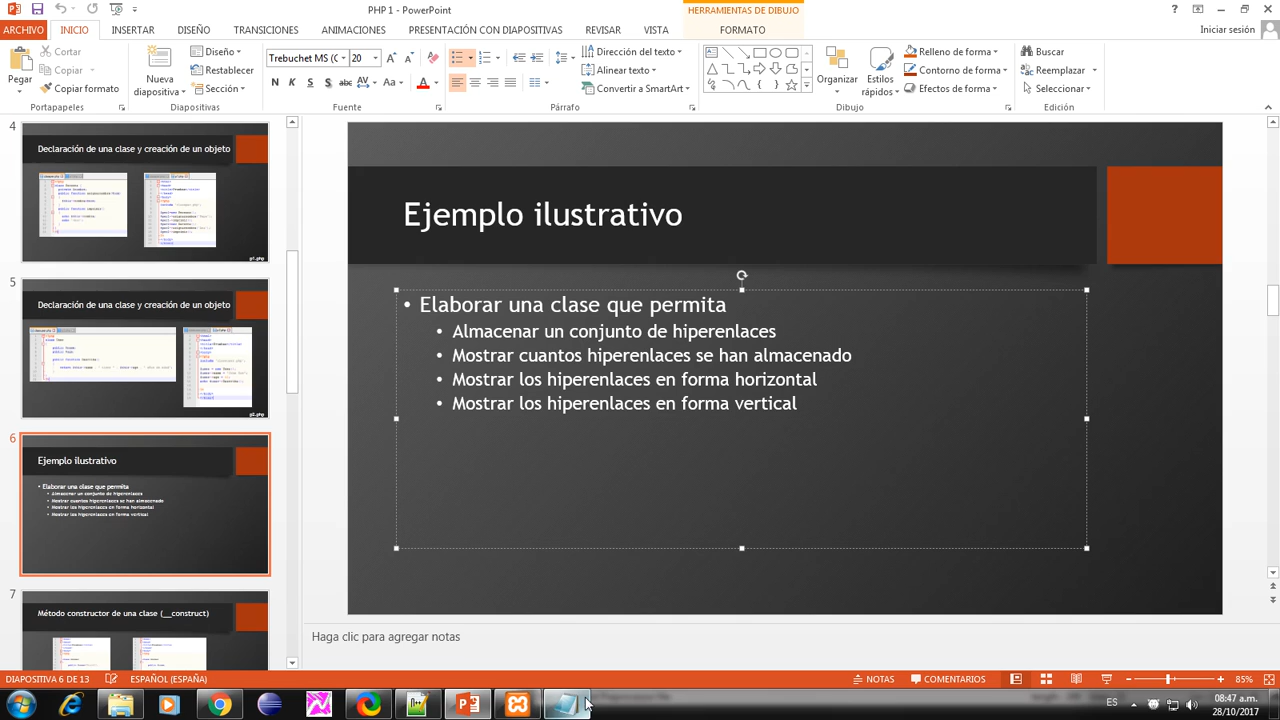 PHP 1 - PowerPoint
HERRAMIENTAS DE DIBUJO
ARCHIVO INICIO INSERTAR DISEÑO TRANSICIONES ANIMACIONES PRESENTACIÓN CON DIAPOSITIVAS REVISAR VISTA FORMATO Iniciar sesión
Pegar
Cortar
Copiar
Copiar formato
Portapapeles
Nueva diapositiva
Diseño
Restablecer
Sección
Diapositivas
Trebuchet MS (C 20
N K S S abc AV Aa A
Fuente
Dirección del texto
Alinear texto
Convertir a SmartArt
Párrafo
Organizar
Estilos rápidos
Relleno de forma
Contorno de forma
Efectos de forma
Dibujo
Buscar
Reemplazar
Seleccionar
Edición
4
Declaración de una clase y creación de un objeto
5
Declaración de una clase y creación de un objeto
6
Ejemplo ilustrativo
Elaborar una clase que permita
Almacenar un conjunto de hiperenlaces
Mostrar cuantos hiperenlaces se han almacenado
Mostrar los hiperenlaces en forma horizontal
Mostrar los hiperenlaces en forma vertical
7
Método constructor de una clase (__construct)
Ejemplo ilustrativo
• Elaborar una clase que permita
• Almacenar un conjunto de hiperenlaces
• Mostrar cuantos hiperenlaces se han almacenado
• Mostrar los hiperenlaces en forma horizontal
• Mostrar los hiperenlaces en forma vertical
Haga clic para agregar notas
DIAPOSITIVA 6 DE 13 ESPAÑOL (ESPAÑA) NOTAS COMENTARIOS 85%
ES
08:47 a.m.
28/10/2017